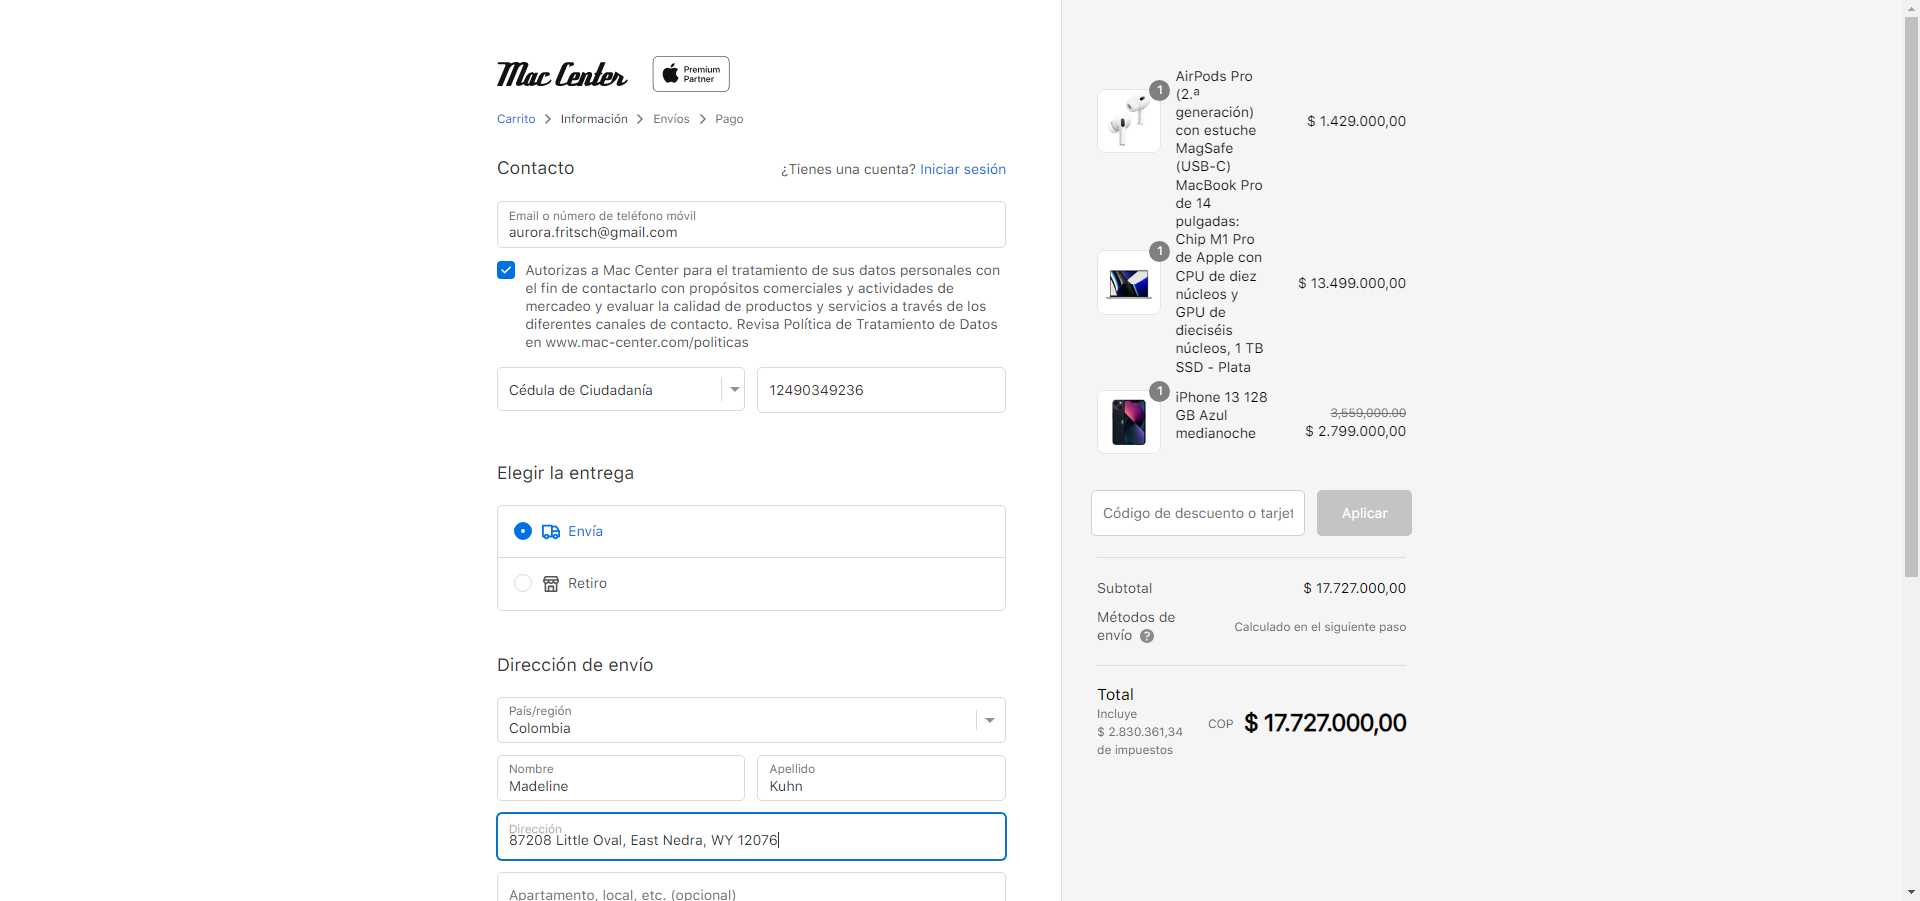 Mac Center
Premium
Partner
Carrito
Información
Envíos
Pago
Contacto
¿Tienes una cuenta? Iniciar sesión
Email o número de teléfono móvil
aurora.fritsch@gmail.com
Autorizas a Mac Center para el tratamiento de sus datos personales con
el fin de contactarlo con propósitos comerciales y actividades de
mercadeo y evaluar la calidad de productos y servicios a través de los
diferentes canales de contacto. Revisa Política de Tratamiento de Datos
en www.mac-center.com/politicas
Cédula de Ciudadanía
12490349236
Elegir la entrega
Envía
Retiro
Dirección de envío
País/región
Colombia
Nombre
Madeline
Apellido
Kuhn
Dirección
87208 Little Oval, East Nedra, WY 12076
Apartamento, local, etc. (opcional)
1
AirPods Pro
(2.ª
generación)
con estuche
MagSafe
(USB-C)
$ 1.429.000,00
1
MacBook Pro
de 14
pulgadas:
Chip M1 Pro
de Apple con
CPU de diez
núcleos y
GPU de
dieciséis
núcleos, 1 TB
SSD - Plata
$ 13.499.000,00
1
iPhone 13 128
GB Azul
medianoche
3,559,000.00
$ 2.799.000,00
Código de descuento o tarjet
Aplicar
Subtotal
$ 17.727.000,00
Métodos de
envío ?
Calculado en el siguiente paso
Total
Incluye
$ 2.830.361,34
de impuestos
COP $ 17.727.000,00